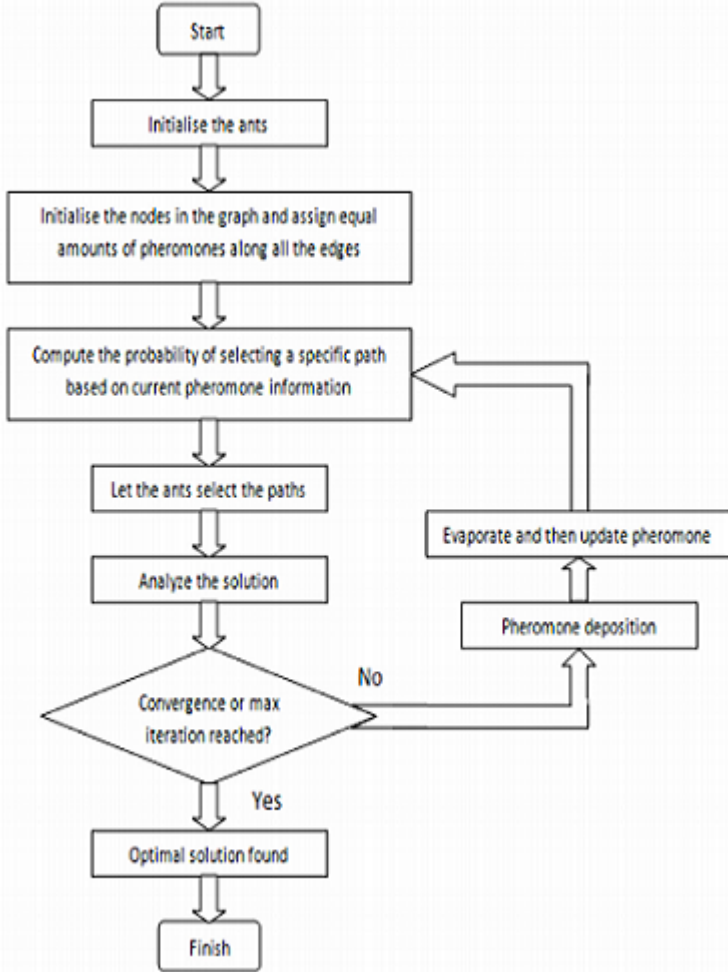 Start
Initialise the ants
Initialise the nodes in the graph and assign equal
amounts of pheromones along all the edges
Compute the probability of selecting a specific path
based on current pheromone information
Let the ants select the paths
Analyze the solution
Convergence or max
iteration reached?
No
Pheromone deposition
Evaporate and then update pheromone
Yes
Optimal solution found
Finish